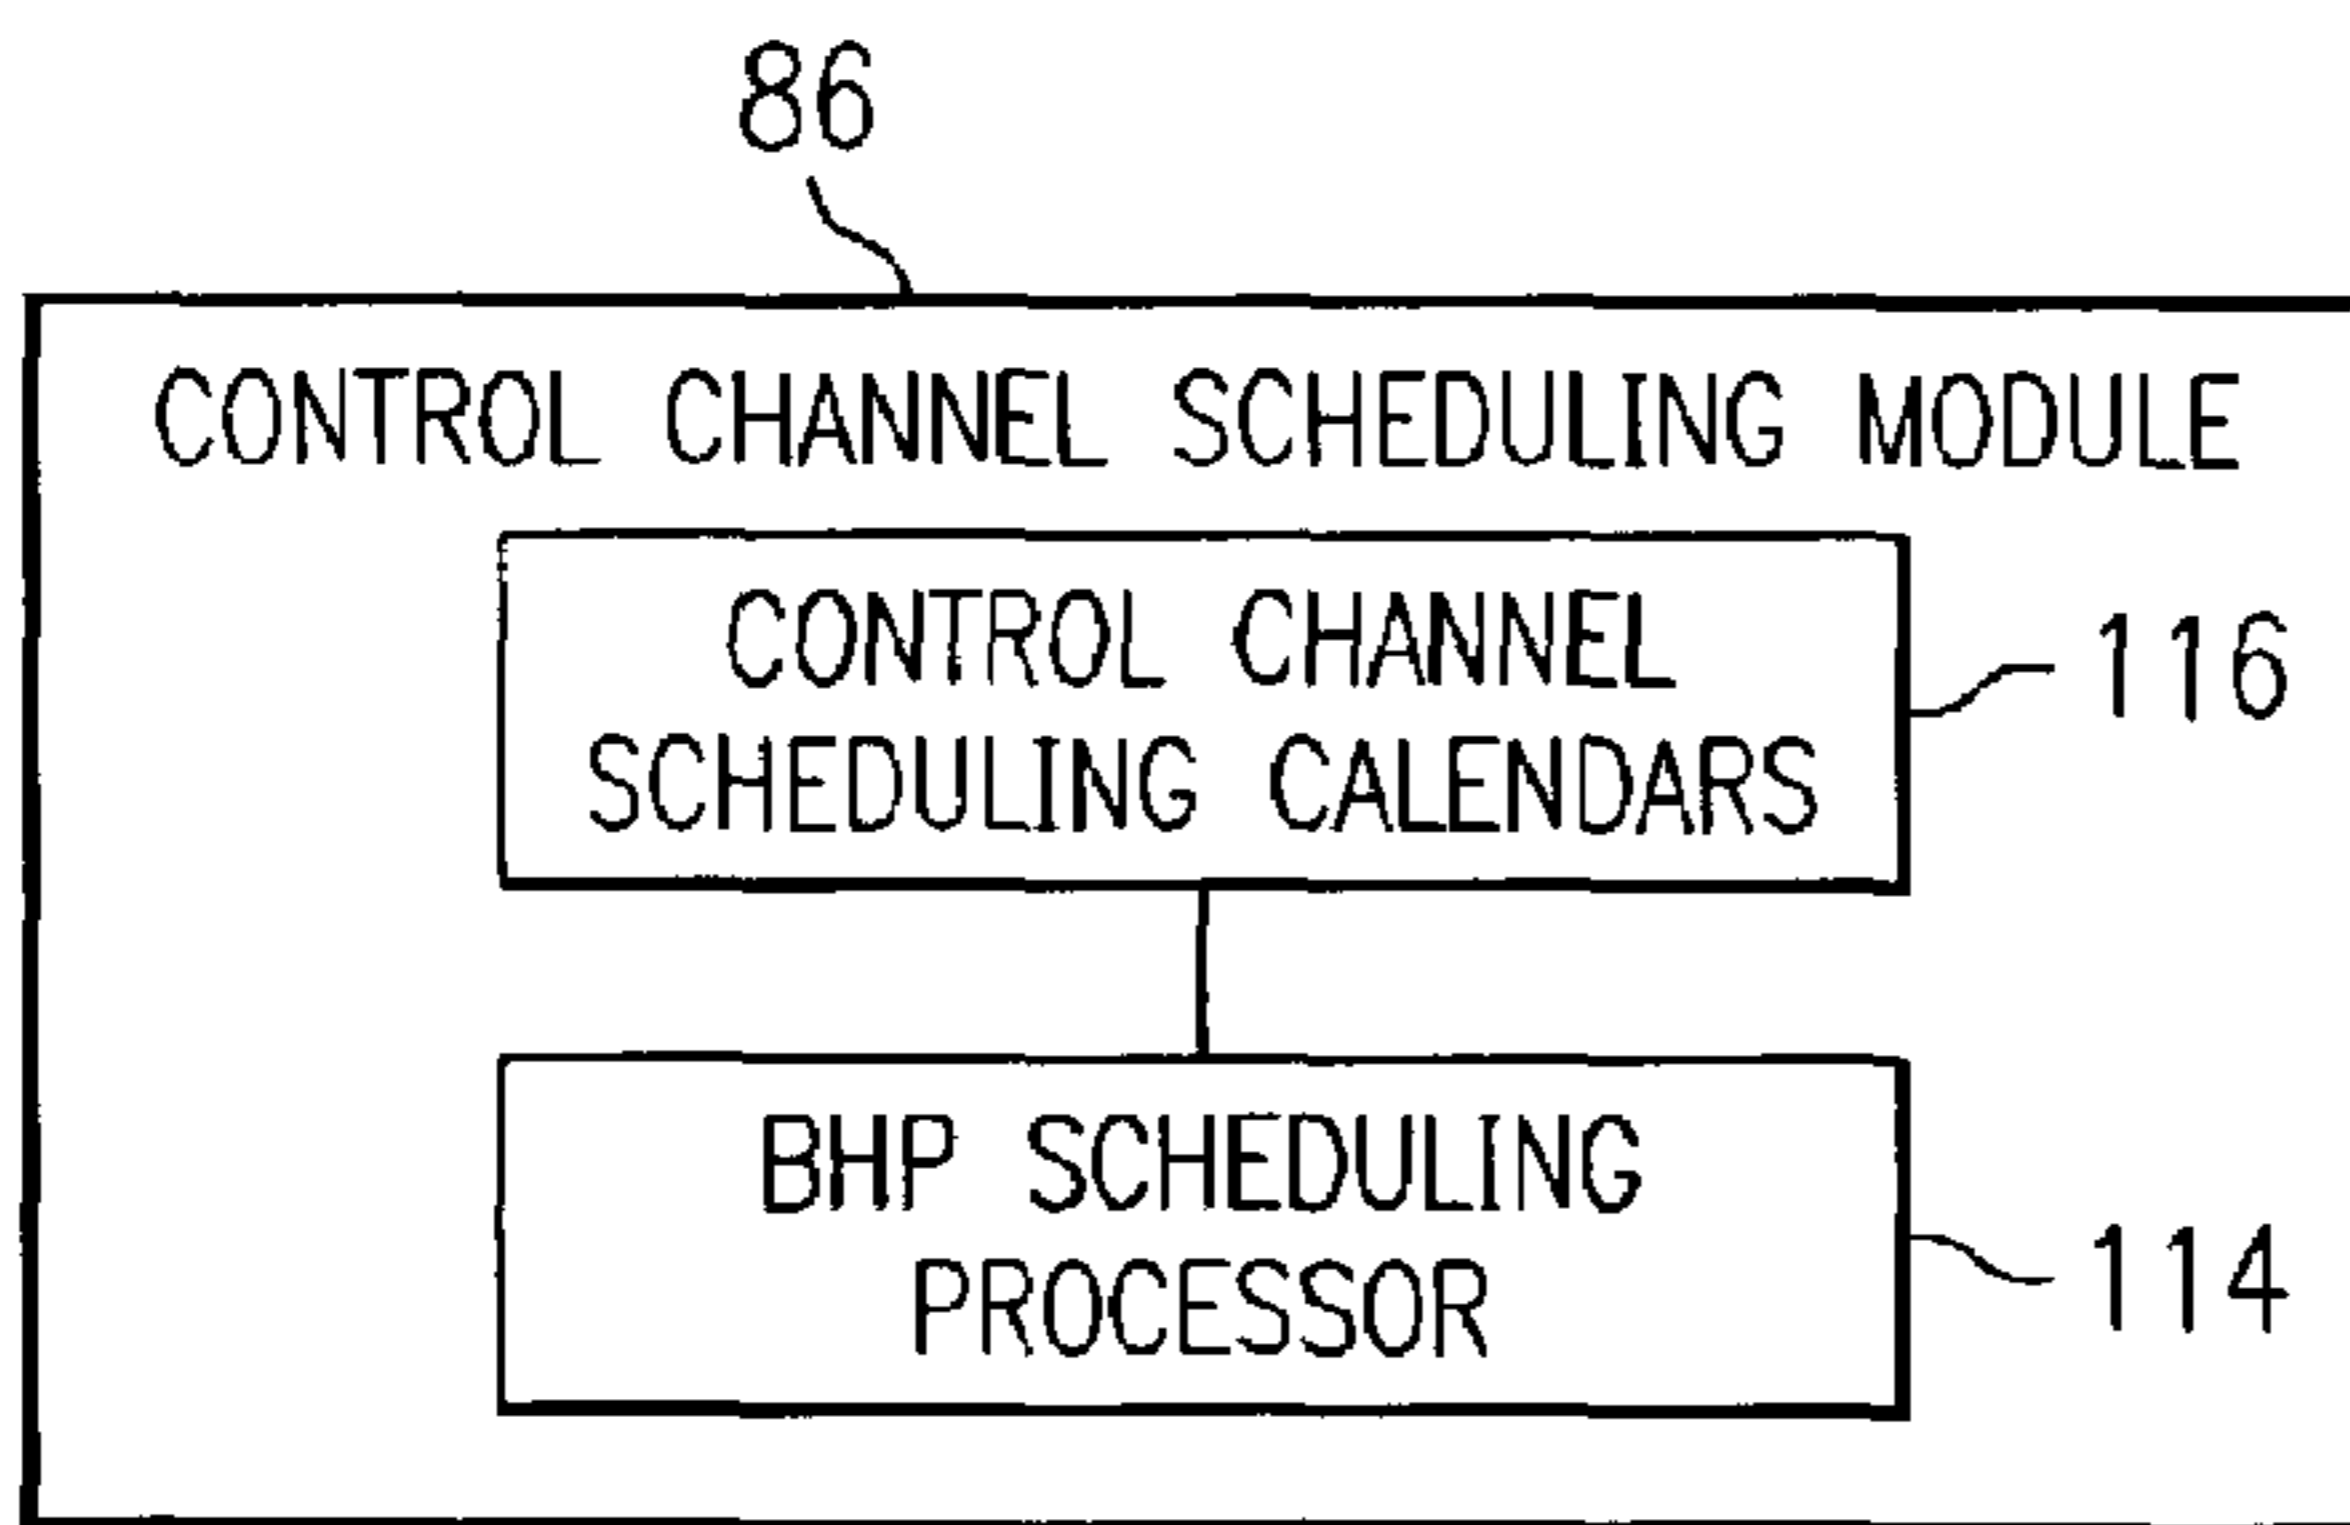 86
CONTROL CHANNEL SCHEDULING MODULE
CONTROL CHANNEL
SCHEDULING CALENDARS
116
BHP SCHEDULING
PROCESSOR
114